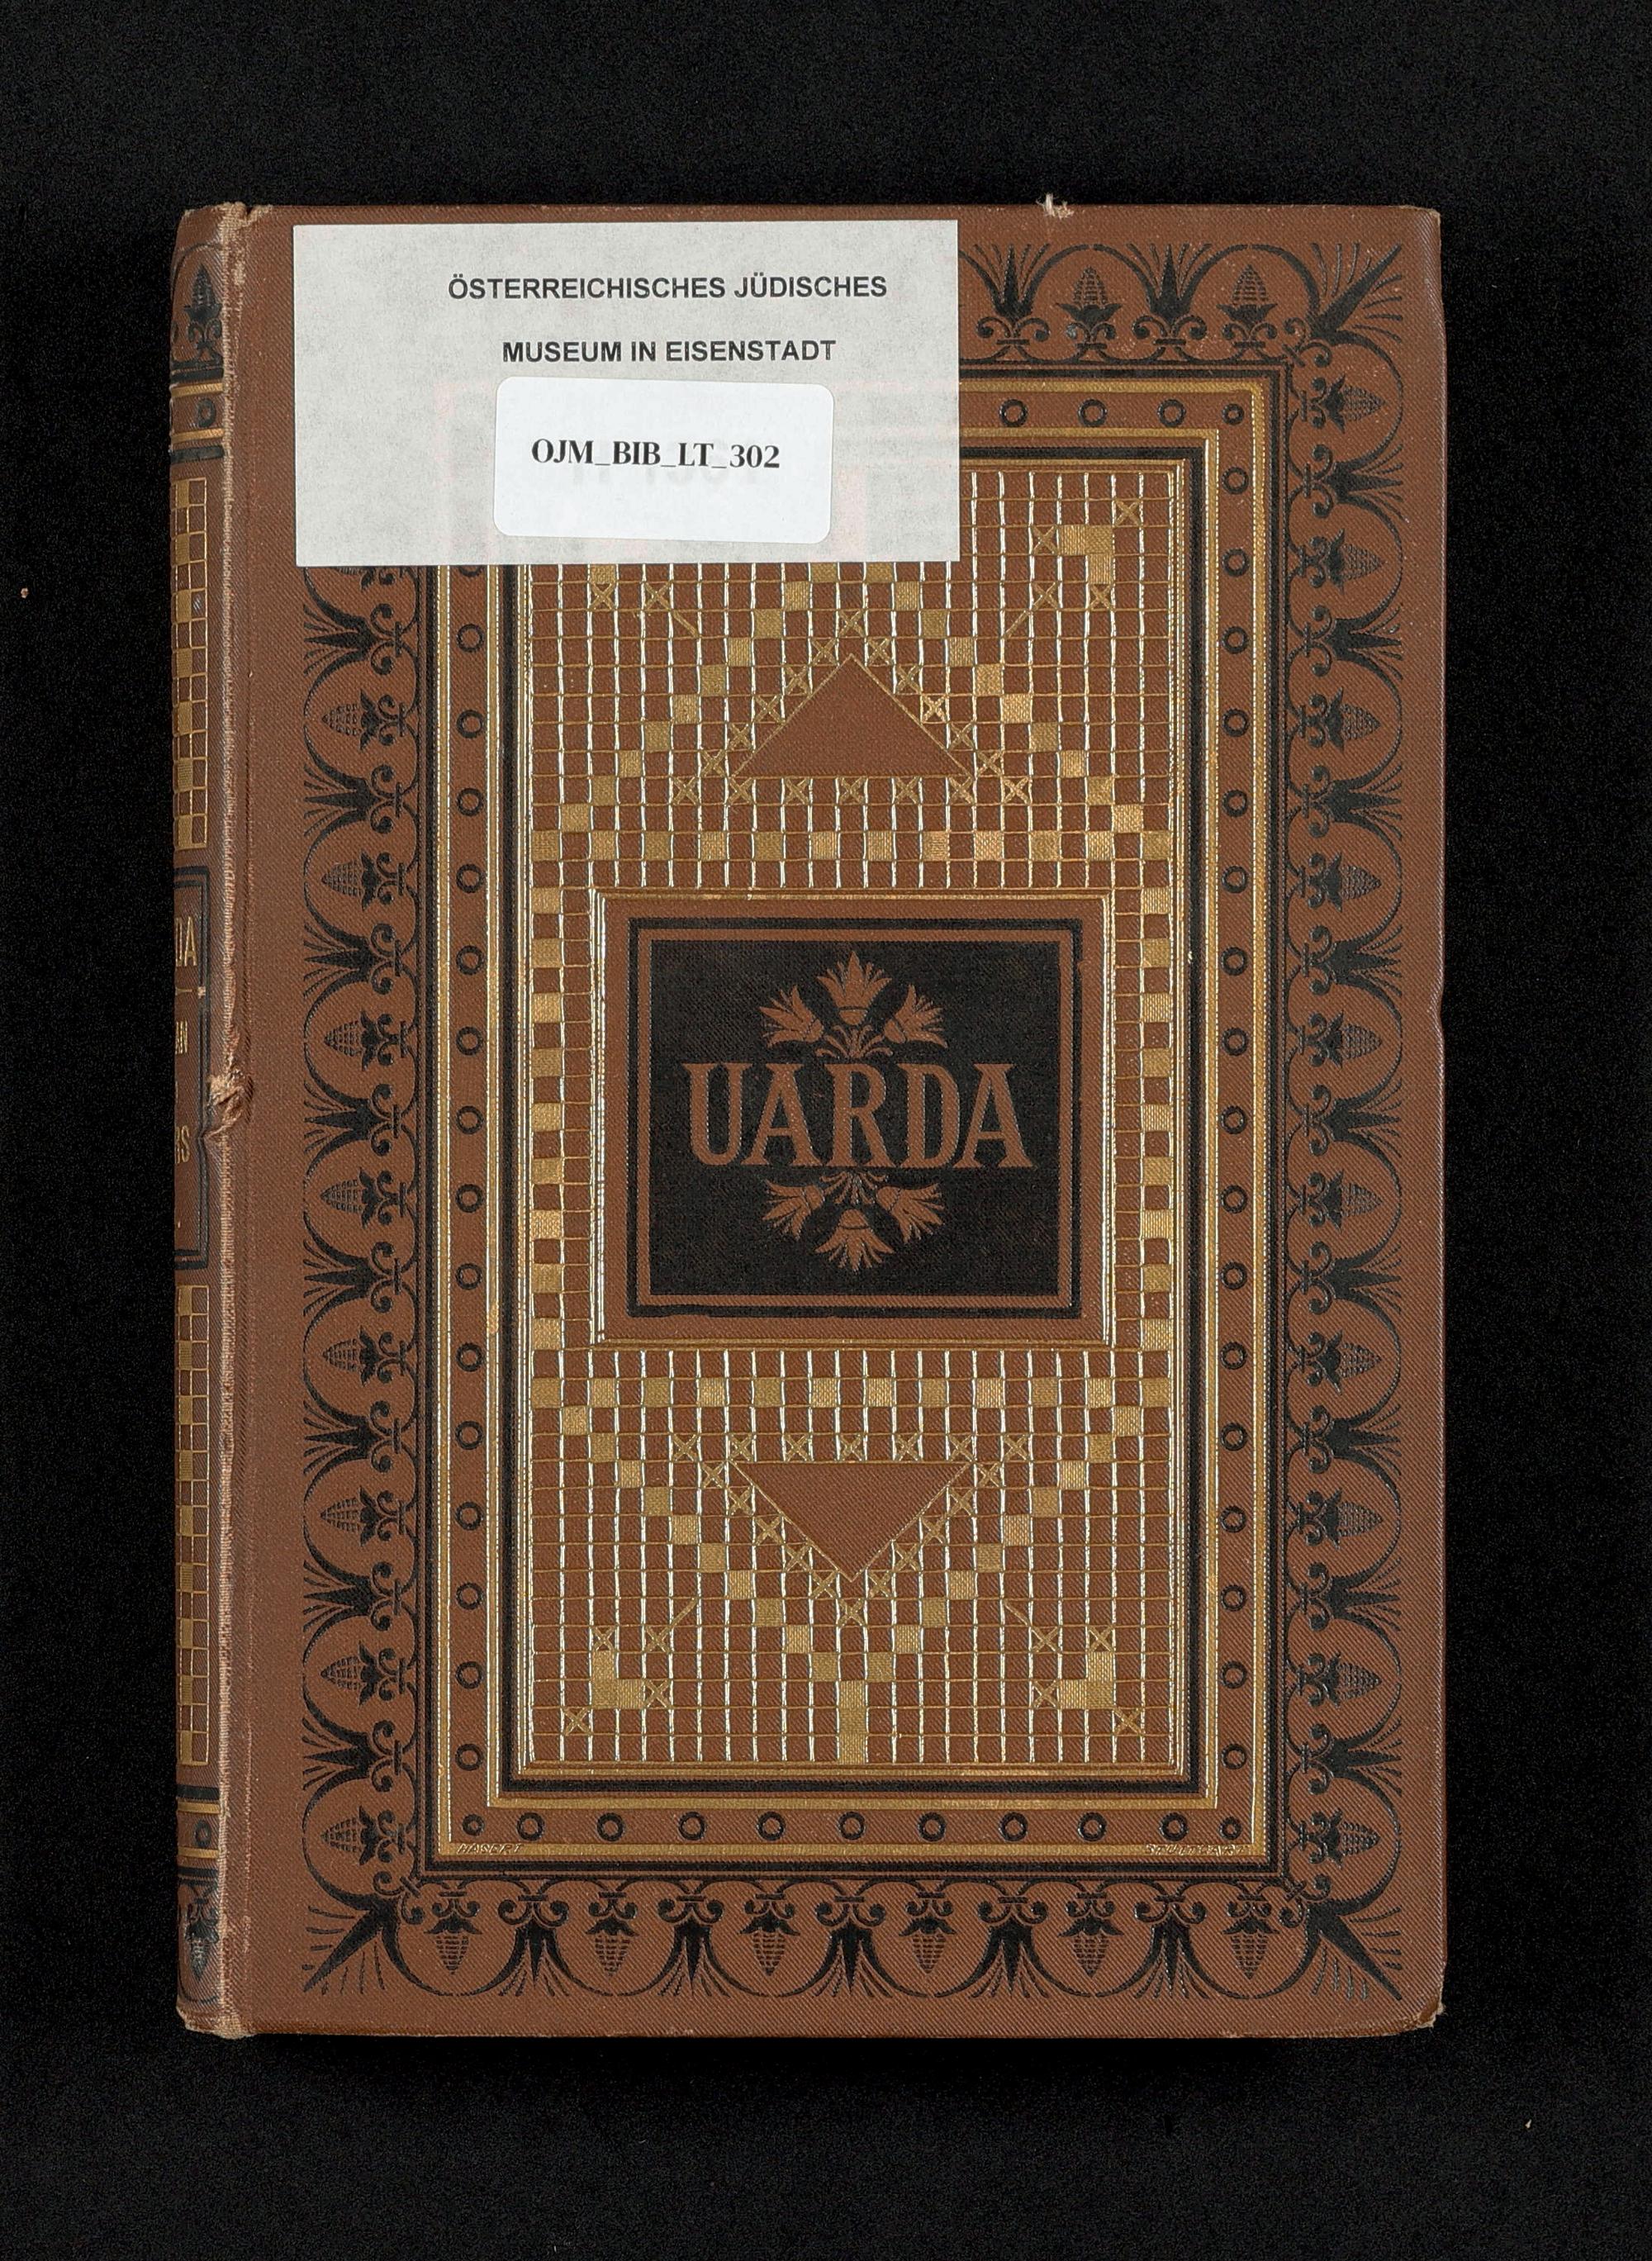 ÖSTERREICHISCHES JÜDISCHES
MUSEUM IN EISENSTADT
OJM_BIB_LT_302
UARDA